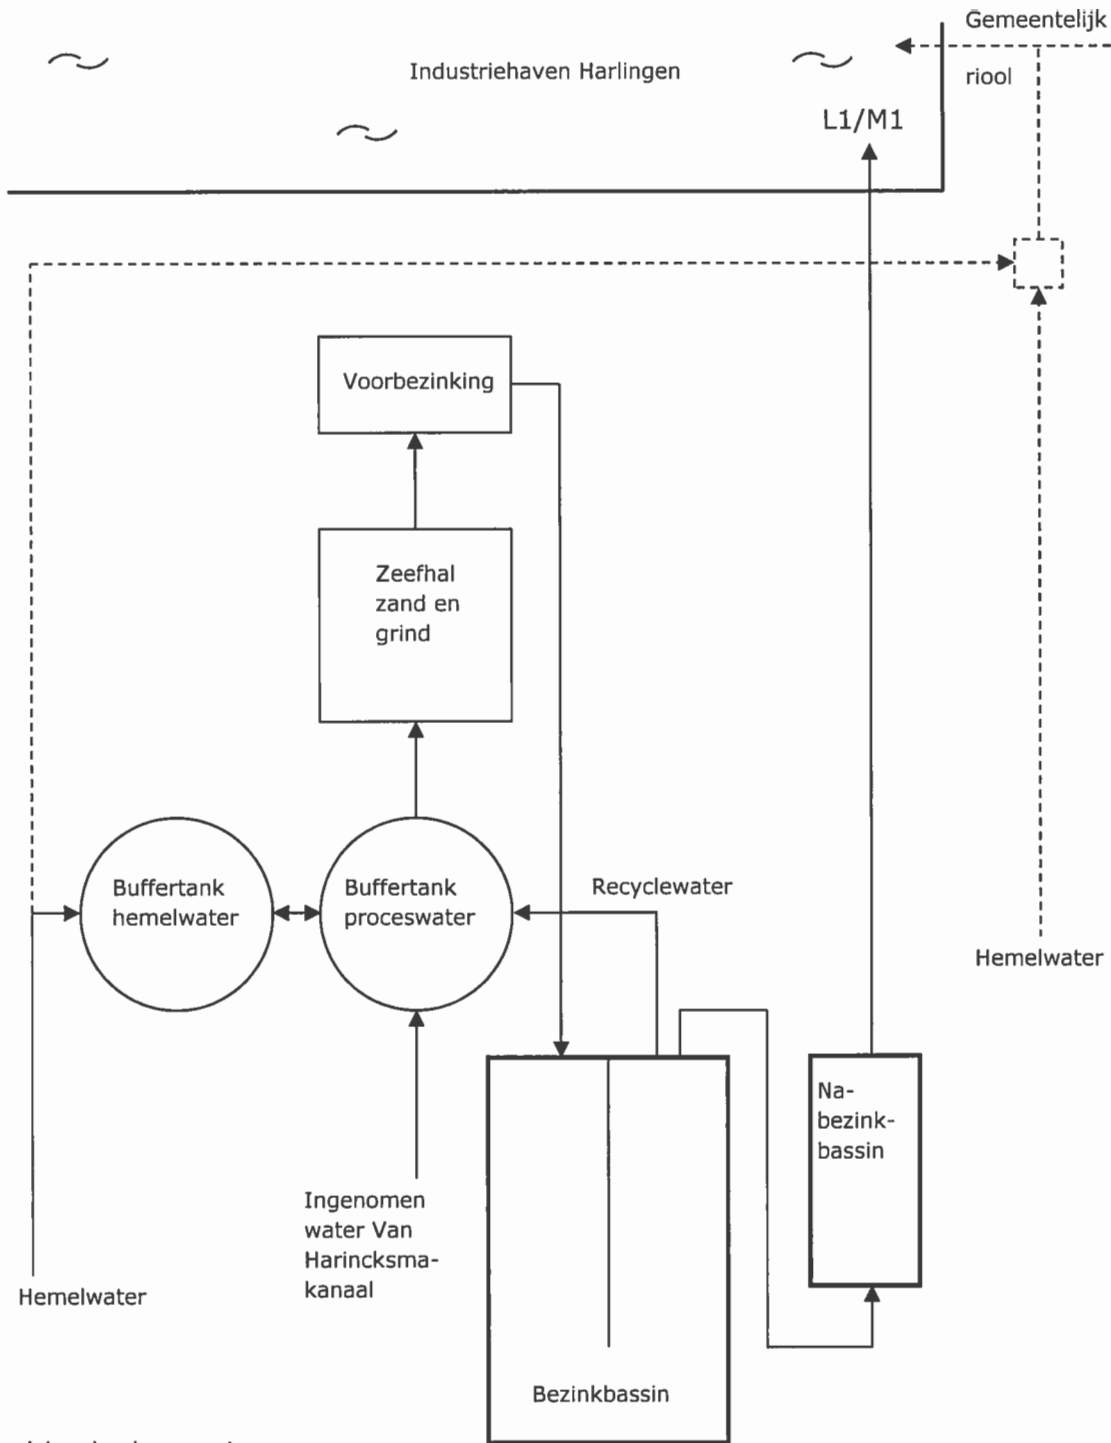 Gemeentelijk
riool
Industriehaven Harlingen
L1/M1
Voorbezinking
Zeefhal
zand en
grind
Buffertank
hemelwater
Buffertank
proceswater
Recyclewater
Hemelwater
Na-
bezink-
bassin
Ingenomen
water Van
Harincksma-
kanaal
Hemelwater
Bezinkbassin